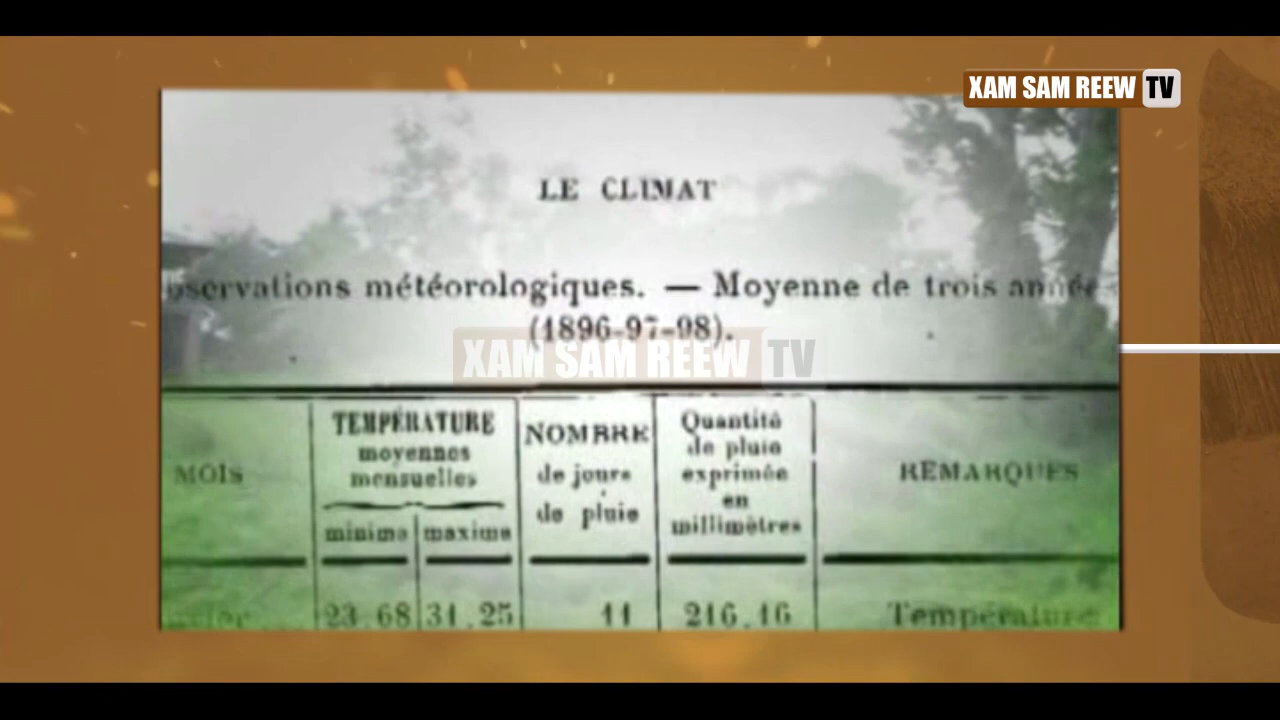 XAM SAM REEW TV
LE CLIMAT
observations météorologiques. — Moyenne de trois années
(1896-97-98).
XAM SAM REEW TV
MOIS
TEMPÉRATURE
moyennes
mensuelles
minima
maxima
NOMBRE
de jours
de pluie
Quantité
de pluie
exprimée
en
millimètres
REMARQUES
23.68 31.25 11 216.16 Température